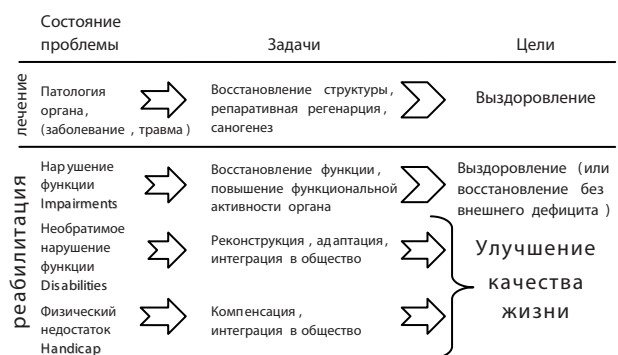 Состояние
проблемы
Задачи
Цели
лечение
Патология
органа,
(заболевание, травма)
Восстановление структуры,
репаративная регенарция,
саногенез
Выздоровление
реабилитация
Нарушение
функции
Impairments
Восстановление функции,
повышение функциональной
активности органа
Выздоровление (или
восстановление без
внешнего дефицита)
Необратимое
нарушение
функции
Disabilities
Реконструкция, адаптация,
интеграция в общество
Физический
недостаток
Handicap
Компенсация,
интеграция в общество
Улучшение
качества
жизни